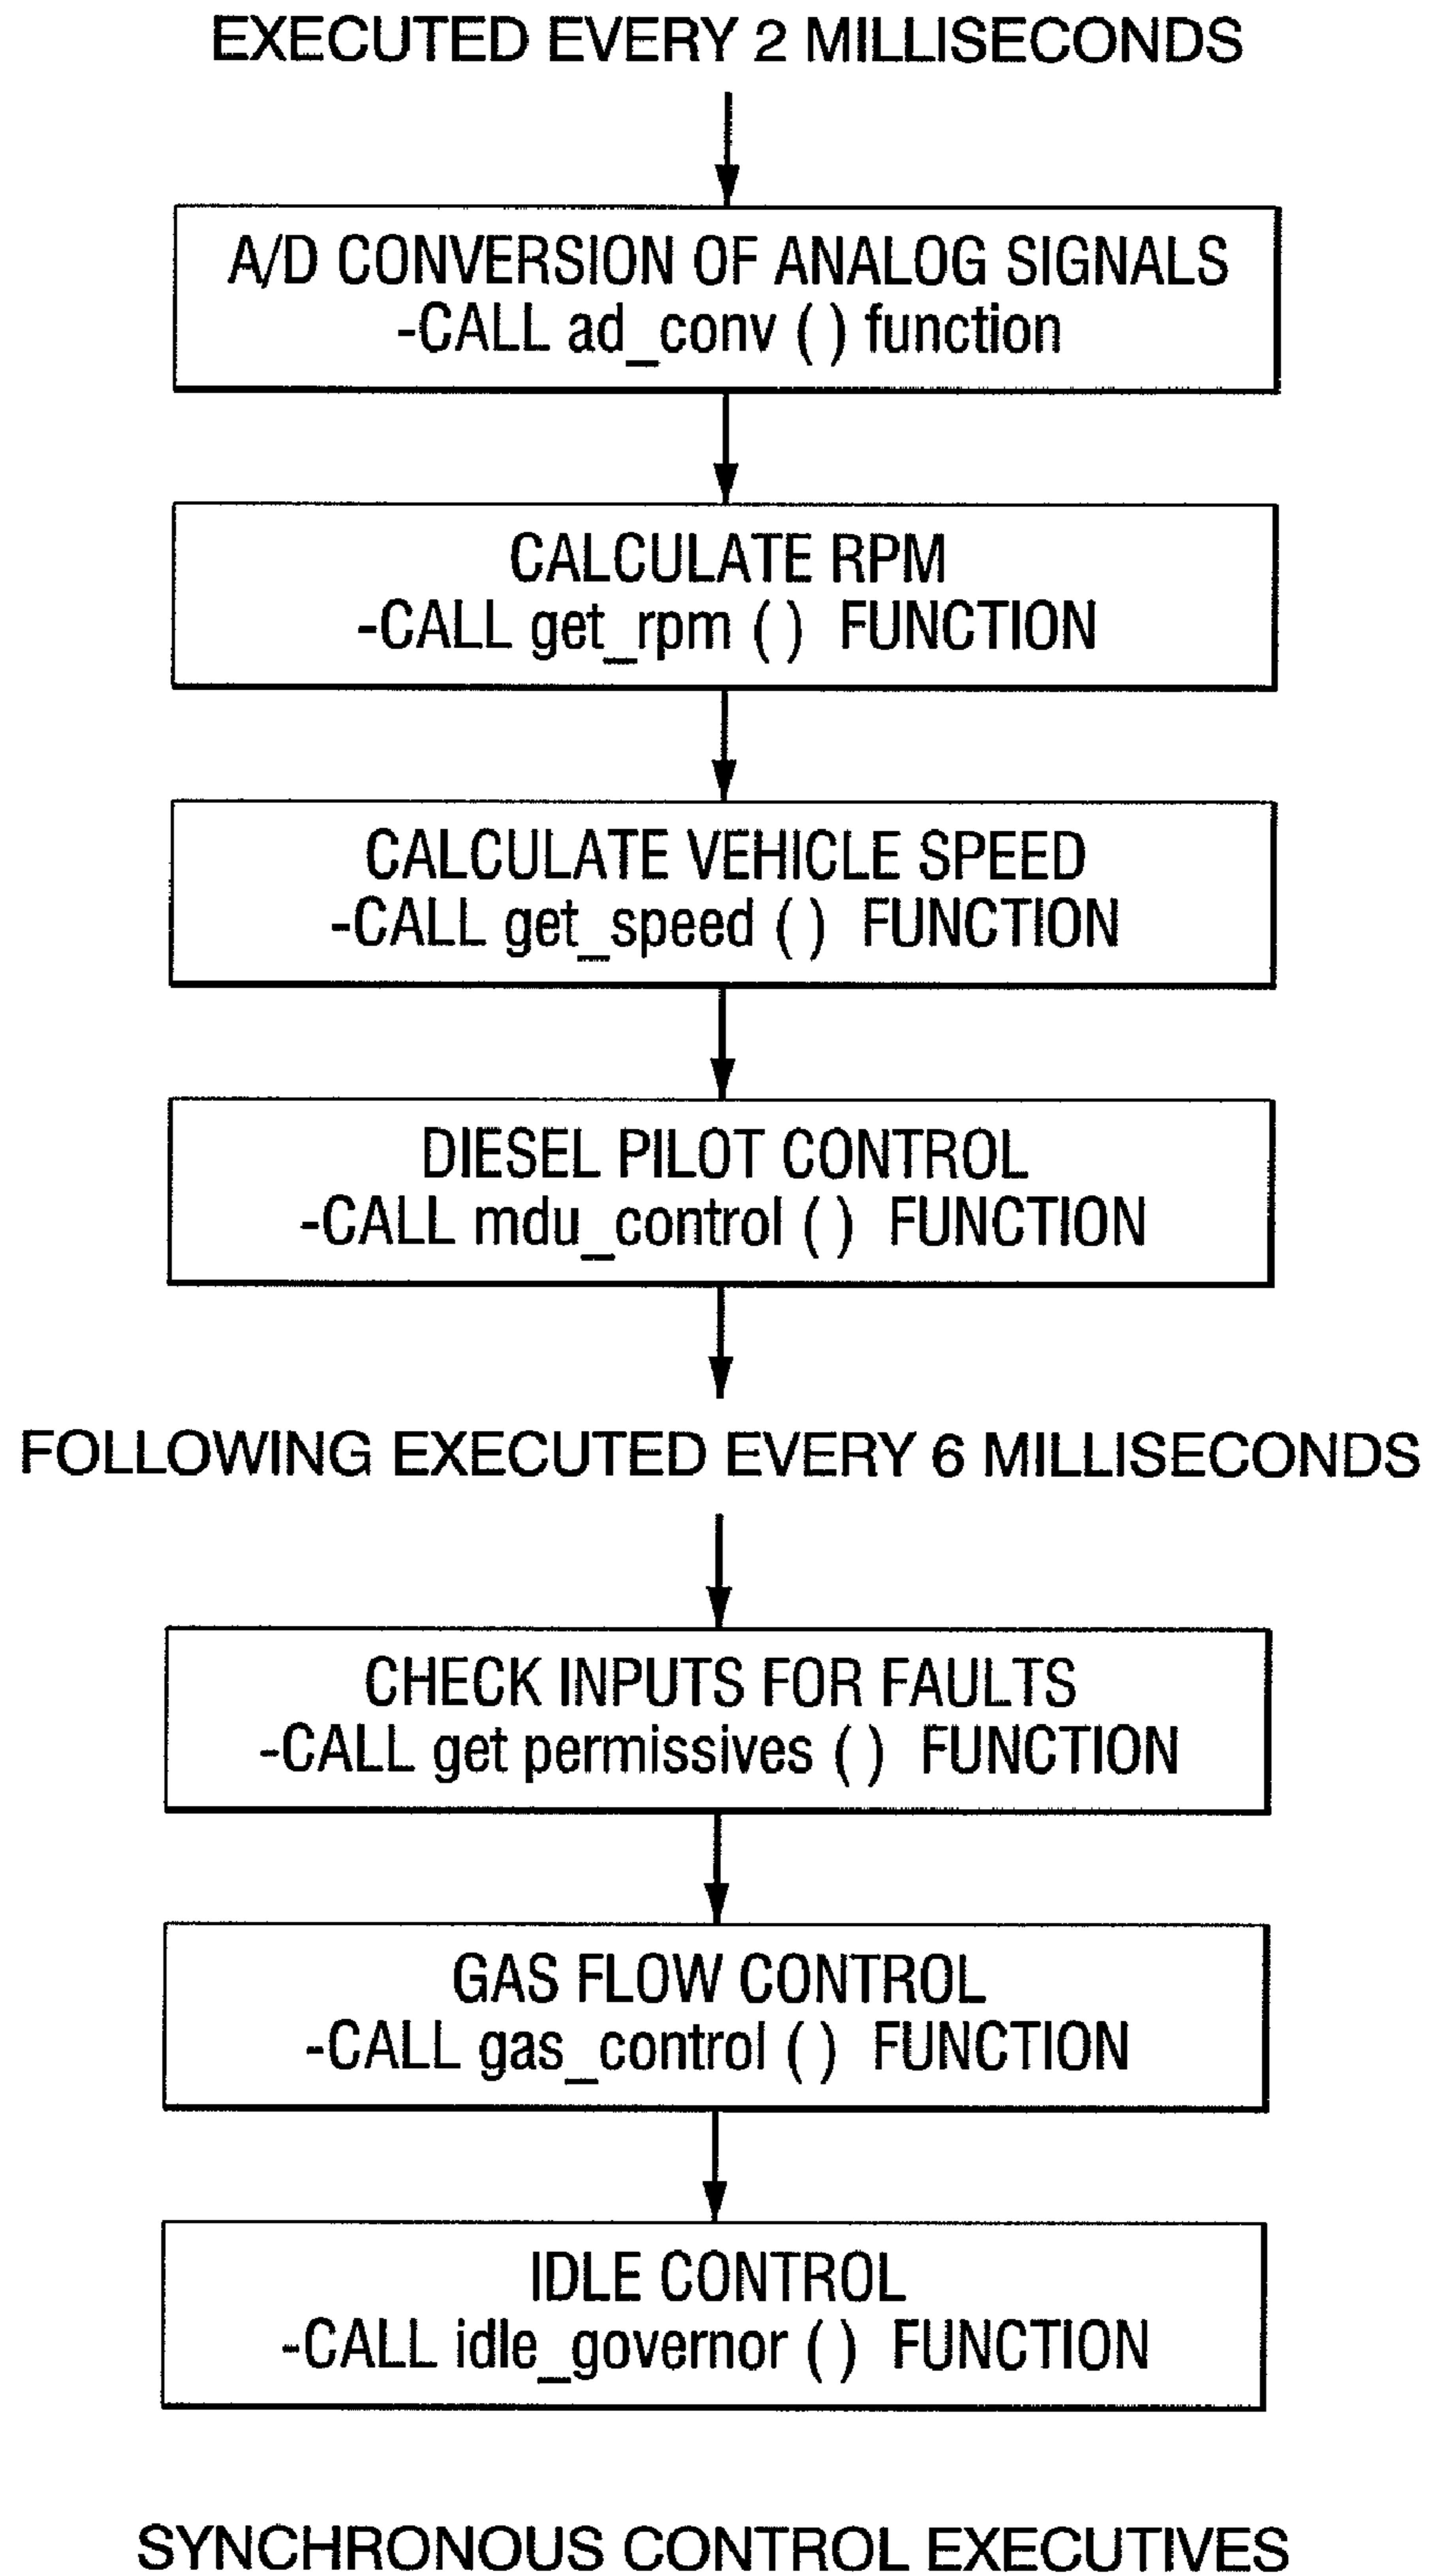 EXECUTED EVERY 2 MILLISECONDS
A/D CONVERSION OF ANALOG SIGNALS
-CALL ad_conv ( ) function
CALCULATE RPM
-CALL get_rpm ( ) FUNCTION
CALCULATE VEHICLE SPEED
-CALL get_speed ( ) FUNCTION
DIESEL PILOT CONTROL
-CALL mdu_control ( ) FUNCTION
FOLLOWING EXECUTED EVERY 6 MILLISECONDS
CHECK INPUTS FOR FAULTS
-CALL get permissives ( ) FUNCTION
GAS FLOW CONTROL
-CALL gas_control ( ) FUNCTION
IDLE CONTROL
-CALL idle_governor ( ) FUNCTION
SYNCHRONOUS CONTROL EXECUTIVES